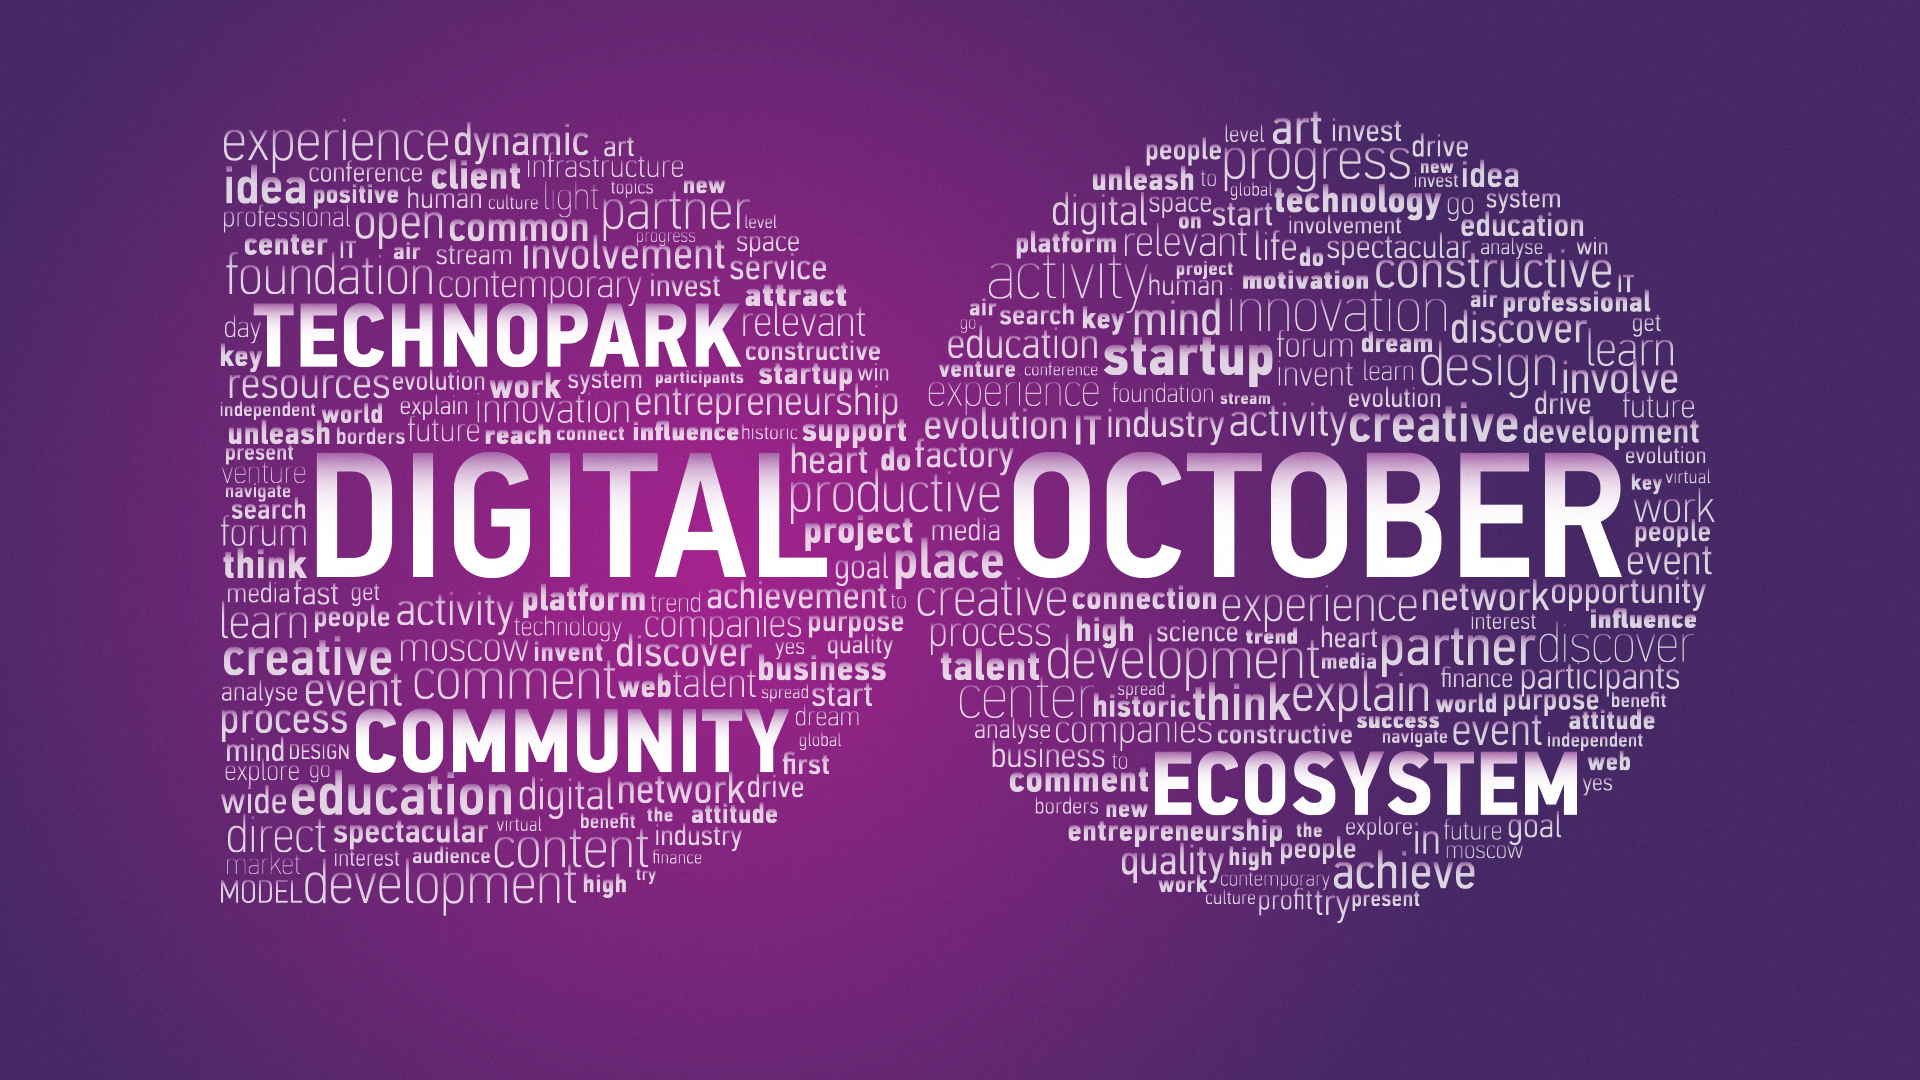 experience dynamic art
conference client infrastructure
idea positive human culture light topics new
professional open common partner level
center IT air stream progress involvement space
foundation contemporary invest service
attract
day TECHNOPARK relevant
key constructive
resources evolution work system participants startup win
independent world explain innovation entrepreneurship
unleash borders future reach connect influence historic support
present
venture heart do factory
navigate DIGITAL productive
search
forum project media
think goal place
media fast get platform trend achievement to
learn people activity technology companies purpose
creative moscow invent discover yes quality
analyse event comment web talent business
spread start
process COMMUNITY dream
mind DESIGN global
explore go first
wide education digital network drive
direct spectacular virtual benefit the attitude
market interest audience content industry
finance
MODEL development high try
level art invest
people progress drive
unleash to global new invest idea
digital space on start technology go system
involvement education
platform relevant life do spectacular analyse win
activity project human motivation constructive IT
air professional
go air search key mind innovation discover get
education startup forum dream learn
venture conference invent learn design involve
experience foundation stream evolution drive future
evolution IT industry activity creative development
OCTOBER evolution
key virtual
work
people
event
creative connection experience network opportunity
process high science trend heart interest influence
talent development media partner discover
center spread finance participants
historic think explain world purpose benefit
analyse companies constructive success navigate event attitude
independent
business to ECOSYSTEM web
comment yes
borders new
entrepreneurship the explore in future goal
quality high people moscow
work contemporary achieve
culture profit try present